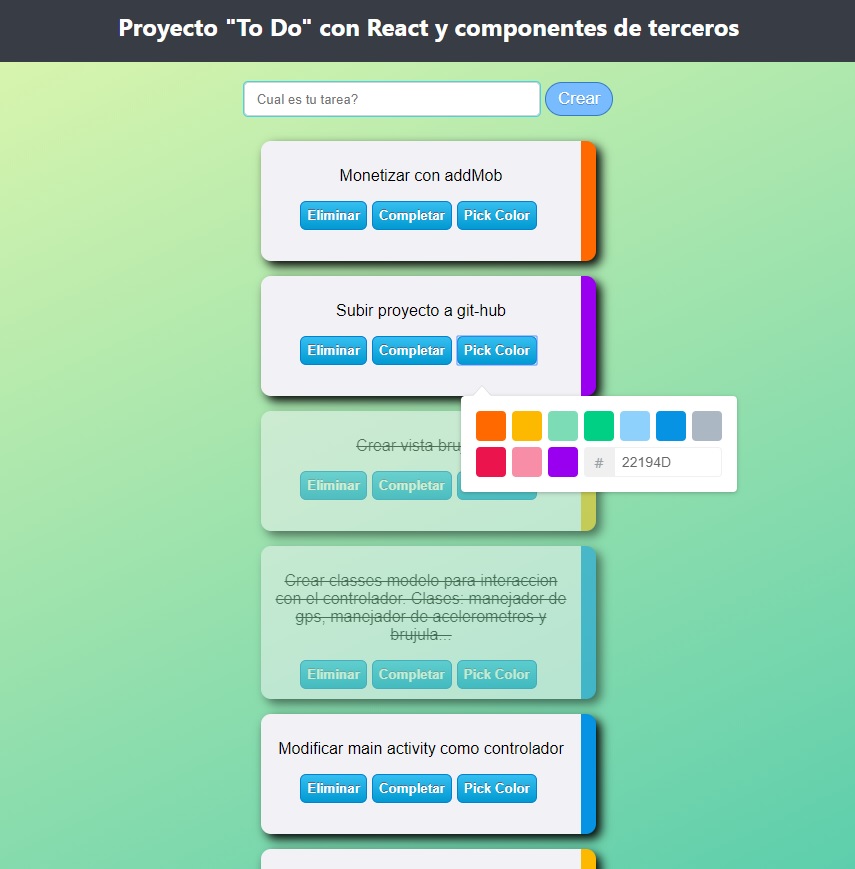 Proyecto "To Do" con React y componentes de terceros
Cual es tu tarea?
Crear
Monetizar con addMob
Eliminar Completar Pick Color
Subir proyecto a git-hub
Eliminar Completar Pick Color
# 22194D
Crear vista bru
Eliminar Completar
Crear classes modelo para interaccion
con el controlador. Clases: manejador de
gps, manejador de acelerometros y
brujula...
Eliminar Completar Pick Color
Modificar main activity como controlador
Eliminar Completar Pick Color